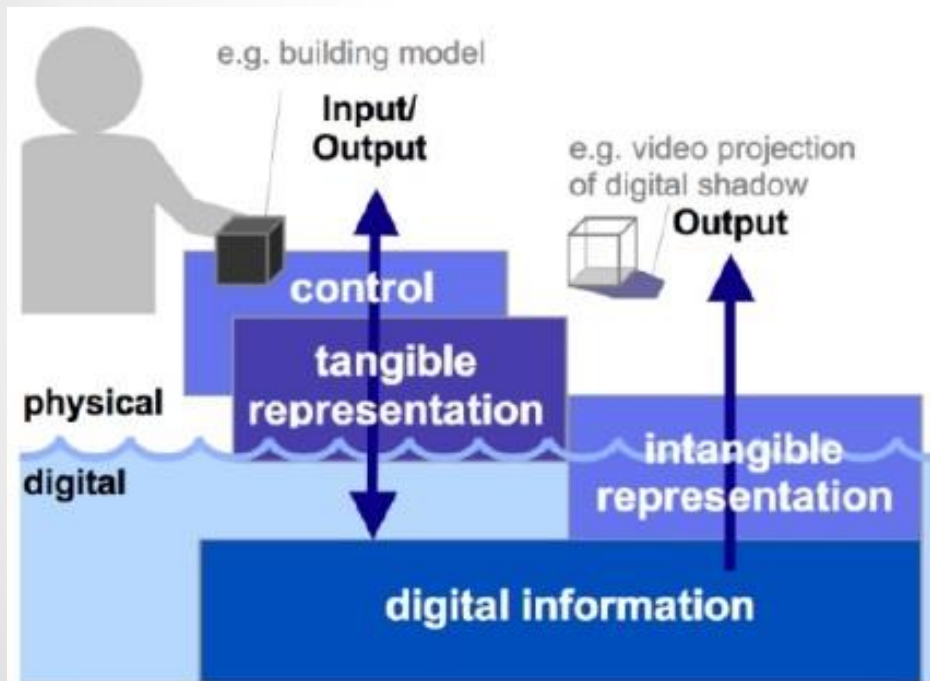 e.g. building model
Input/
Output
e.g. video projection
of digital shadow
Output
control
tangible
representation
physical
digital
intangible
representation
digital information